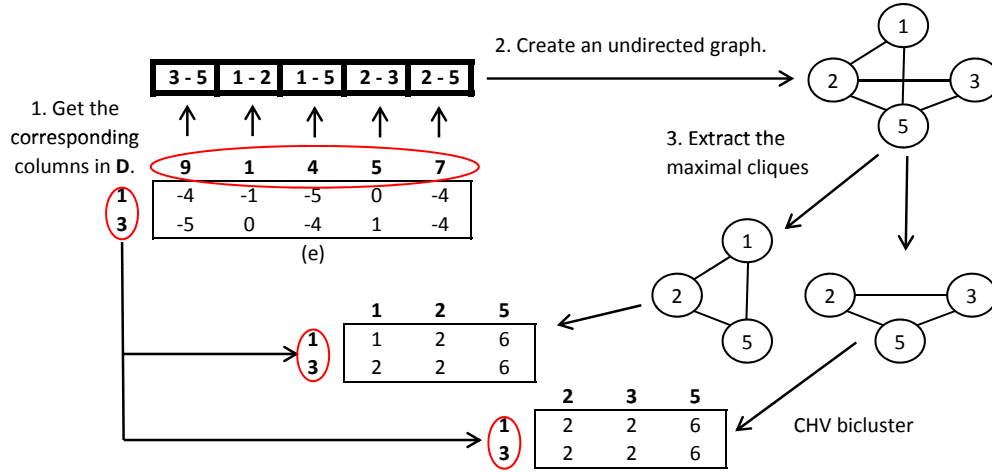 2. Create an undirected graph.
1
2
3
5
3 - 5 1 - 2 1 - 5 2 - 3 2 - 5
1. Get the
corresponding
columns in D.
9 1 4 5 7
1 -4 -1 -5 0 -4
3 -5 0 -4 1 -4
(e)
3. Extract the
maximal cliques
1
2
5
2
3
5
1 2 5
1 1 2 6
3 2 2 6
2 3 5
1 2 2 6
3 2 2 6
CHV bicluster